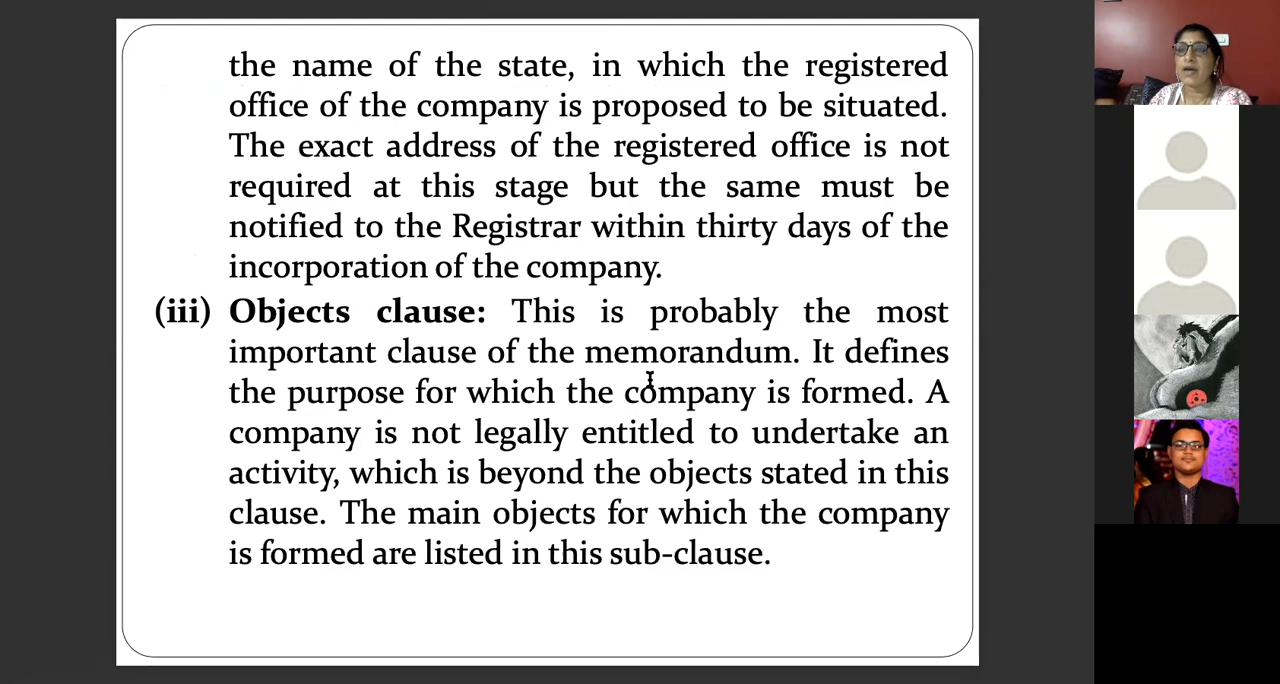 the name of the state, in which the registered
office of the company is proposed to be situated.
The exact address of the registered office is not
required at this stage but the same must be
notified to the Registrar within thirty days of the
incorporation of the company.
(iii) Objects clause: This is probably the most
important clause of the memorandum. It defines
the purpose for which the company is formed. A
company is not legally entitled to undertake an
activity, which is beyond the objects stated in this
clause. The main objects for which the company
is formed are listed in this sub-clause.